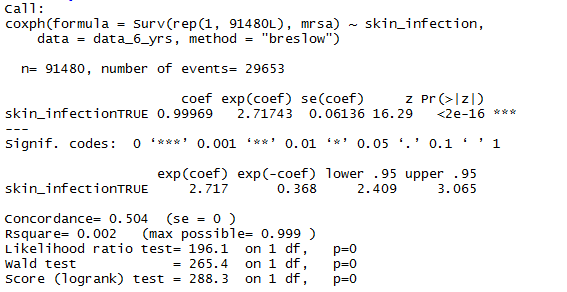 Call:
coxph(formula = Surv(rep(1, 91480L), mrsa) ~ skin_infection,
data = data_6_yrs, method = "breslow")
n= 91480, number of events= 29653
coef exp(coef) se(coef) z Pr(>|z|)
skin_infectionTRUE 0.99969 2.71743 0.06136 16.29 <2e-16 ***
---
Signif. codes: 0 ‘***’ 0.001 ‘**’ 0.01 ‘*’ 0.05 ‘.’ 0.1 ‘ ’ 1
exp(coef) exp(-coef) lower .95 upper .95
skin_infectionTRUE 2.717 0.368 2.409 3.065
Concordance= 0.504 (se = 0 )
Rsquare= 0.002 (max possible= 0.999 )
Likelihood ratio test= 196.1 on 1 df, p=0
Wald test = 265.4 on 1 df, p=0
Score (logrank) test = 288.3 on 1 df, p=0